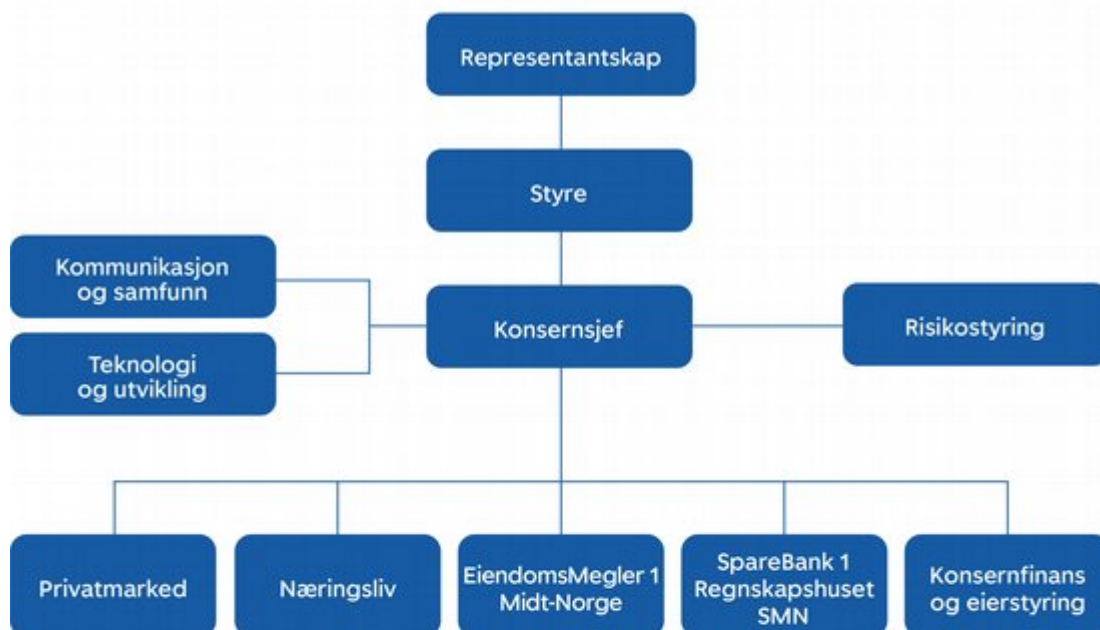 Representantskap
Styre
Kommunikasjon
og samfunn
Konsernsjef
Risikostyring
Teknologi
og utvikling
Privatmarked
Næringsliv
EiendomsMegler 1
Midt-Norge
SpareBank 1
Regnskapshuset
SMN
Konsernfinans
og eierstyring